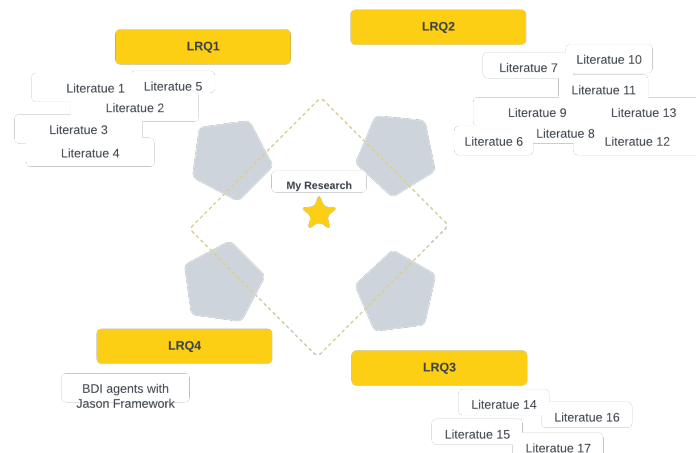 LRQ1
Literatue 1
Literatue 5
Literatue 2
Literatue 3
Literatue 4
LRQ2
Literatue 10
Literatue 7
Literatue 11
Literatue 9
Literatue 13
Literatue 8
Literatue 6
Literatue 12
My Research
LRQ4
BDI agents with
Jason Framework
LRQ3
Literatue 14
Literatue 16
Literatue 15
Literatue 17